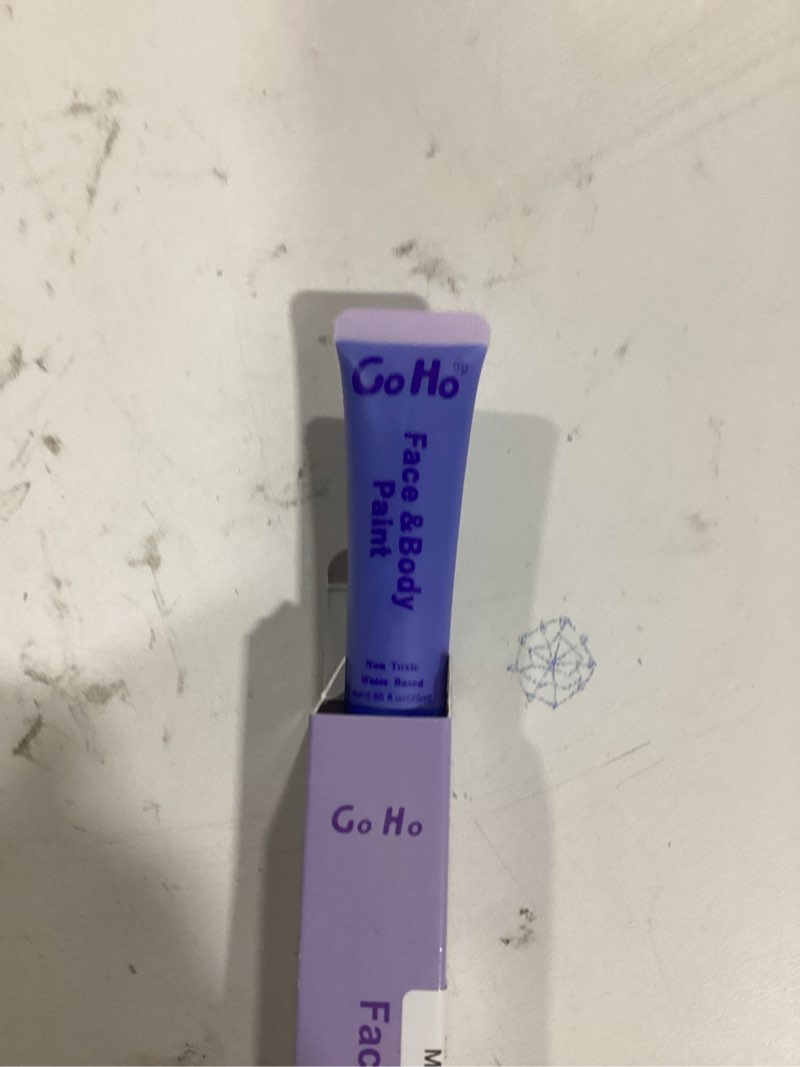 GoHo
Face & Body
Paint
Non Toxic
Water Based
Go Ho
Fac
M